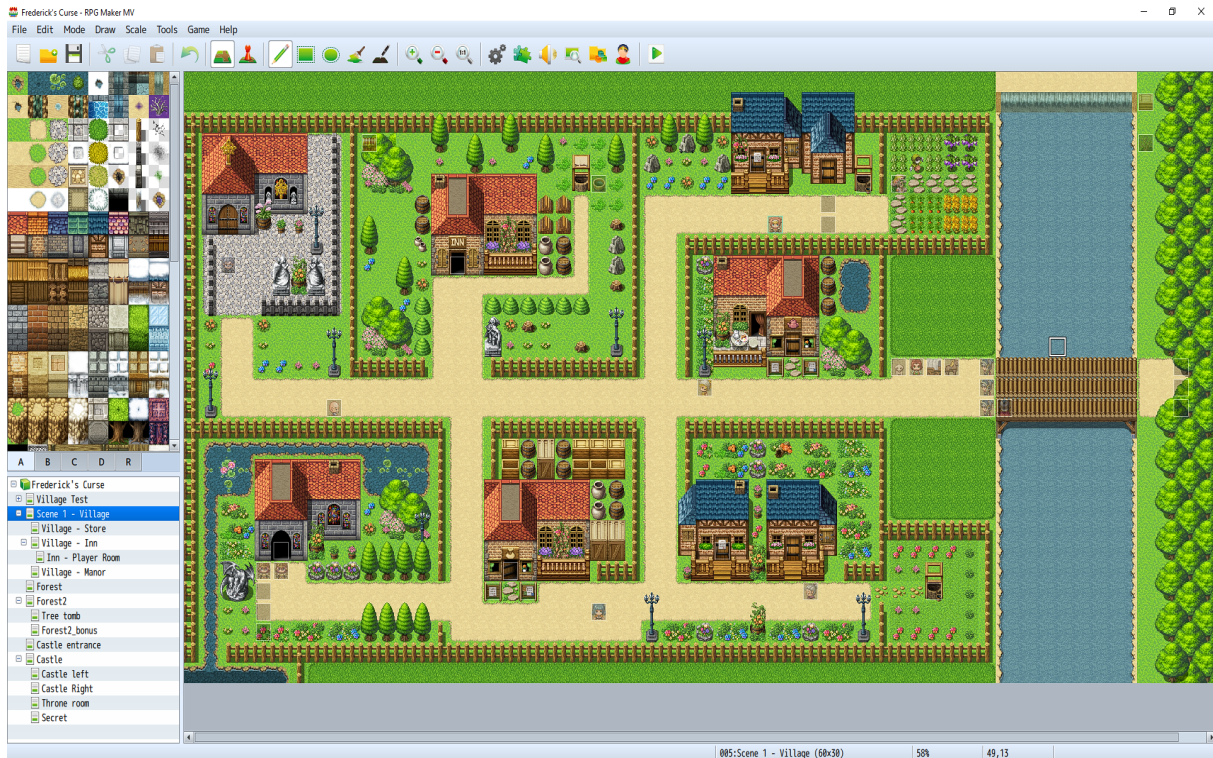 Frederick's Curse - RPG Maker MV
File Edit Mode Draw Scale Tools Game Help
INN
A B C D R
Frederick's Curse
Village Test
Scene 1 - Village
Village - Store
Village - Inn
Inn - Player Room
Village - Manor
Forest
Forest2
Tree tomb
Forest2_bonus
Castle entrance
Castle
Castle left
Castle Right
Throne room
Secret
005:Scene 1 - Village (60x30) 58% 49,13